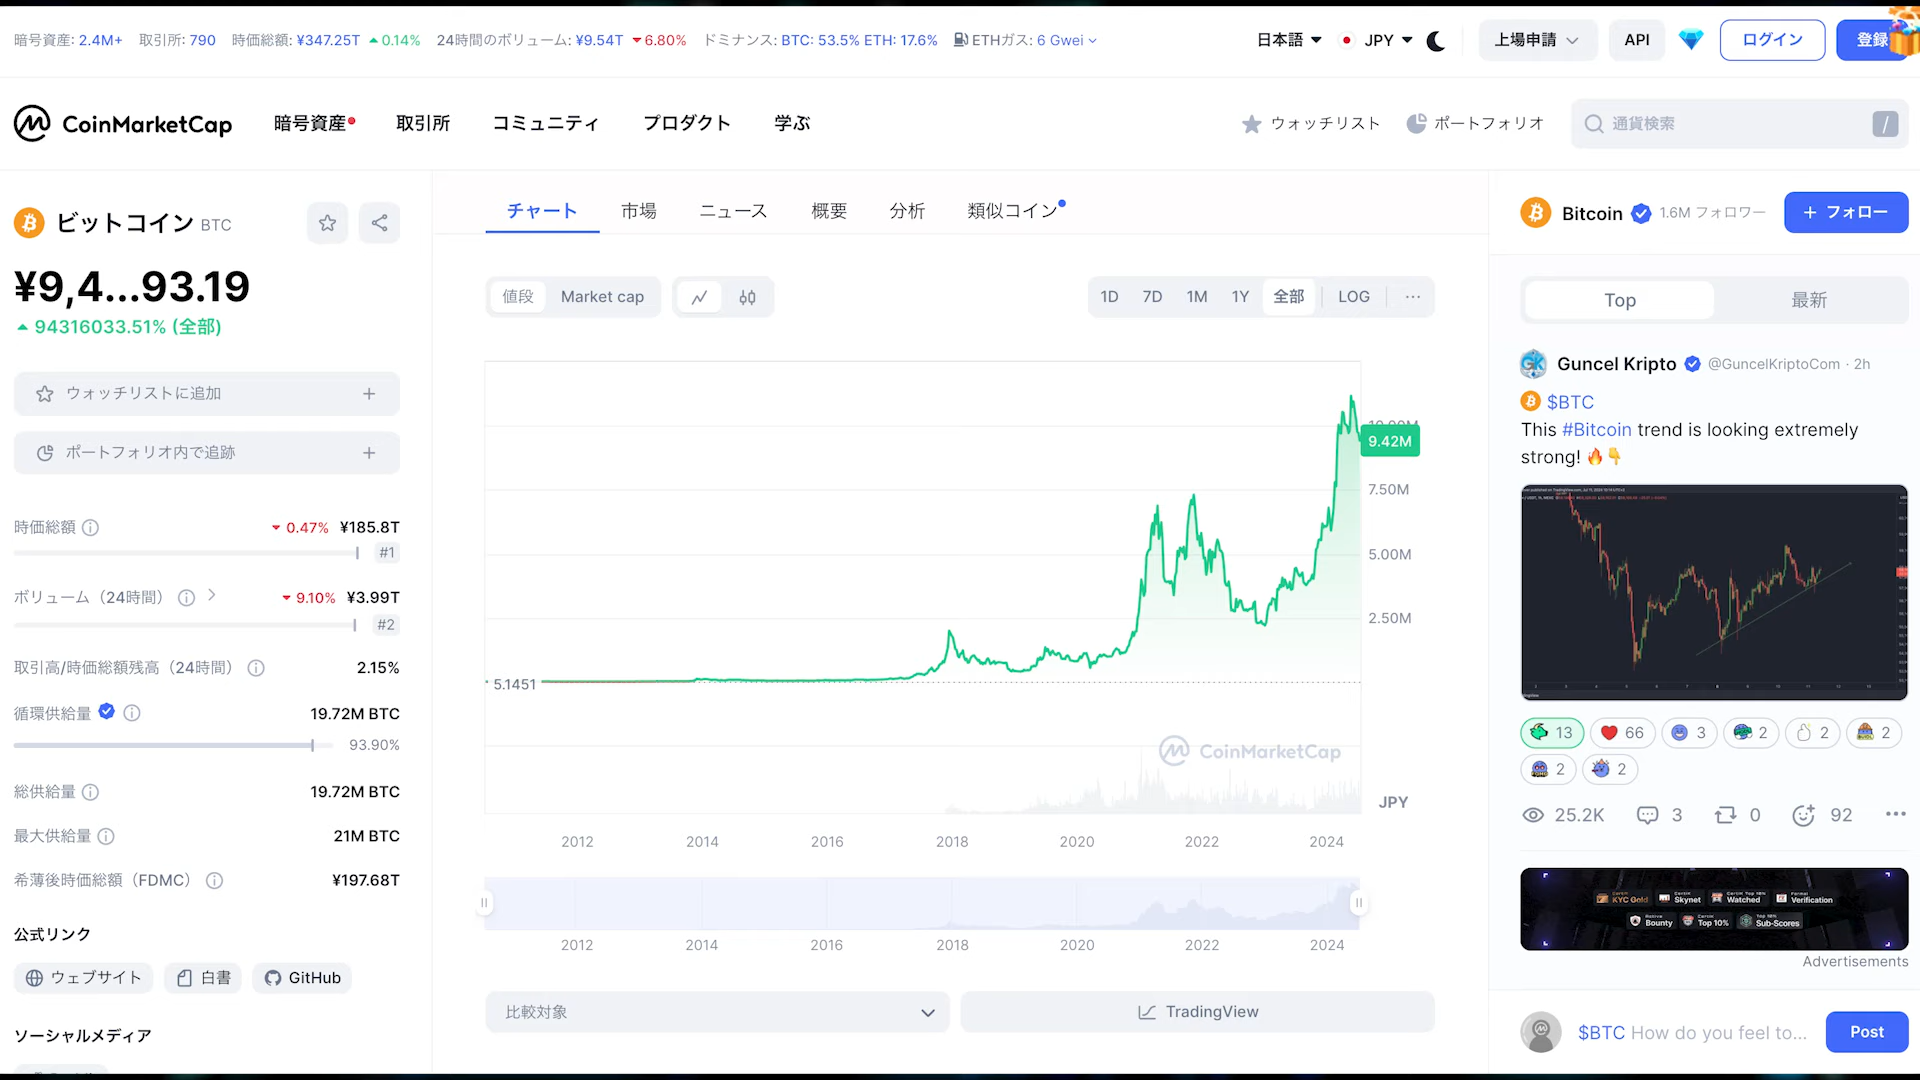 暗号資産: 2.4M+ 取引所: 790 時価総額: ¥347.25T 0.14% 24時間のボリューム: ¥9.54T 6.80% ドミナンス: BTC: 53.5% ETH: 17.6% ETHガス: 6 Gwei
日本語 JPY 上場申請 API ログイン 登録
CoinMarketCap 暗号資産 取引所 コミュニティ プロダクト 学ぶ
ウォッチリスト ポートフォリオ 通貨検索 /
ビットコイン BTC
¥9,4...93.19
94316033.51% (全部)
ウォッチリストに追加 +
ポートフォリオ内で追跡 +
時価総額 0.47% ¥185.8T
#1
ボリューム（24時間） 9.10% ¥3.99T
#2
取引高/時価総額残高（24時間） 2.15%
循環供給量 19.72M BTC
93.90%
総供給量 19.72M BTC
最大供給量 21M BTC
希薄後時価総額（FDMC） ¥197.68T
公式リンク
ウェブサイト 白書 GitHub
ソーシャルメディア
チャート 市場 ニュース 概要 分析 類似コイン
値段 Market cap
1D 7D 1M 1Y 全部 LOG ...
10.00M
9.42M
7.50M
5.00M
2.50M
5.1451
CoinMarketCap
JPY
2012 2014 2016 2018 2020 2022 2024
2012 2014 2016 2018 2020 2022 2024
比較対象
TradingView
Bitcoin 1.6M フォロワー + フォロー
Top 最新
Guncel Kripto @GuncelKriptoCom · 2h
$BTC
This #Bitcoin trend is looking extremely
strong!
13 66 3 2 2 2
2 2
25.2K 3 0 92
KYC Gold Skynet CertiK Top 10% Watched Formal Verification
Bounty Top 10% Sub-Scores
Advertisements
$BTC How do you feel to... Post